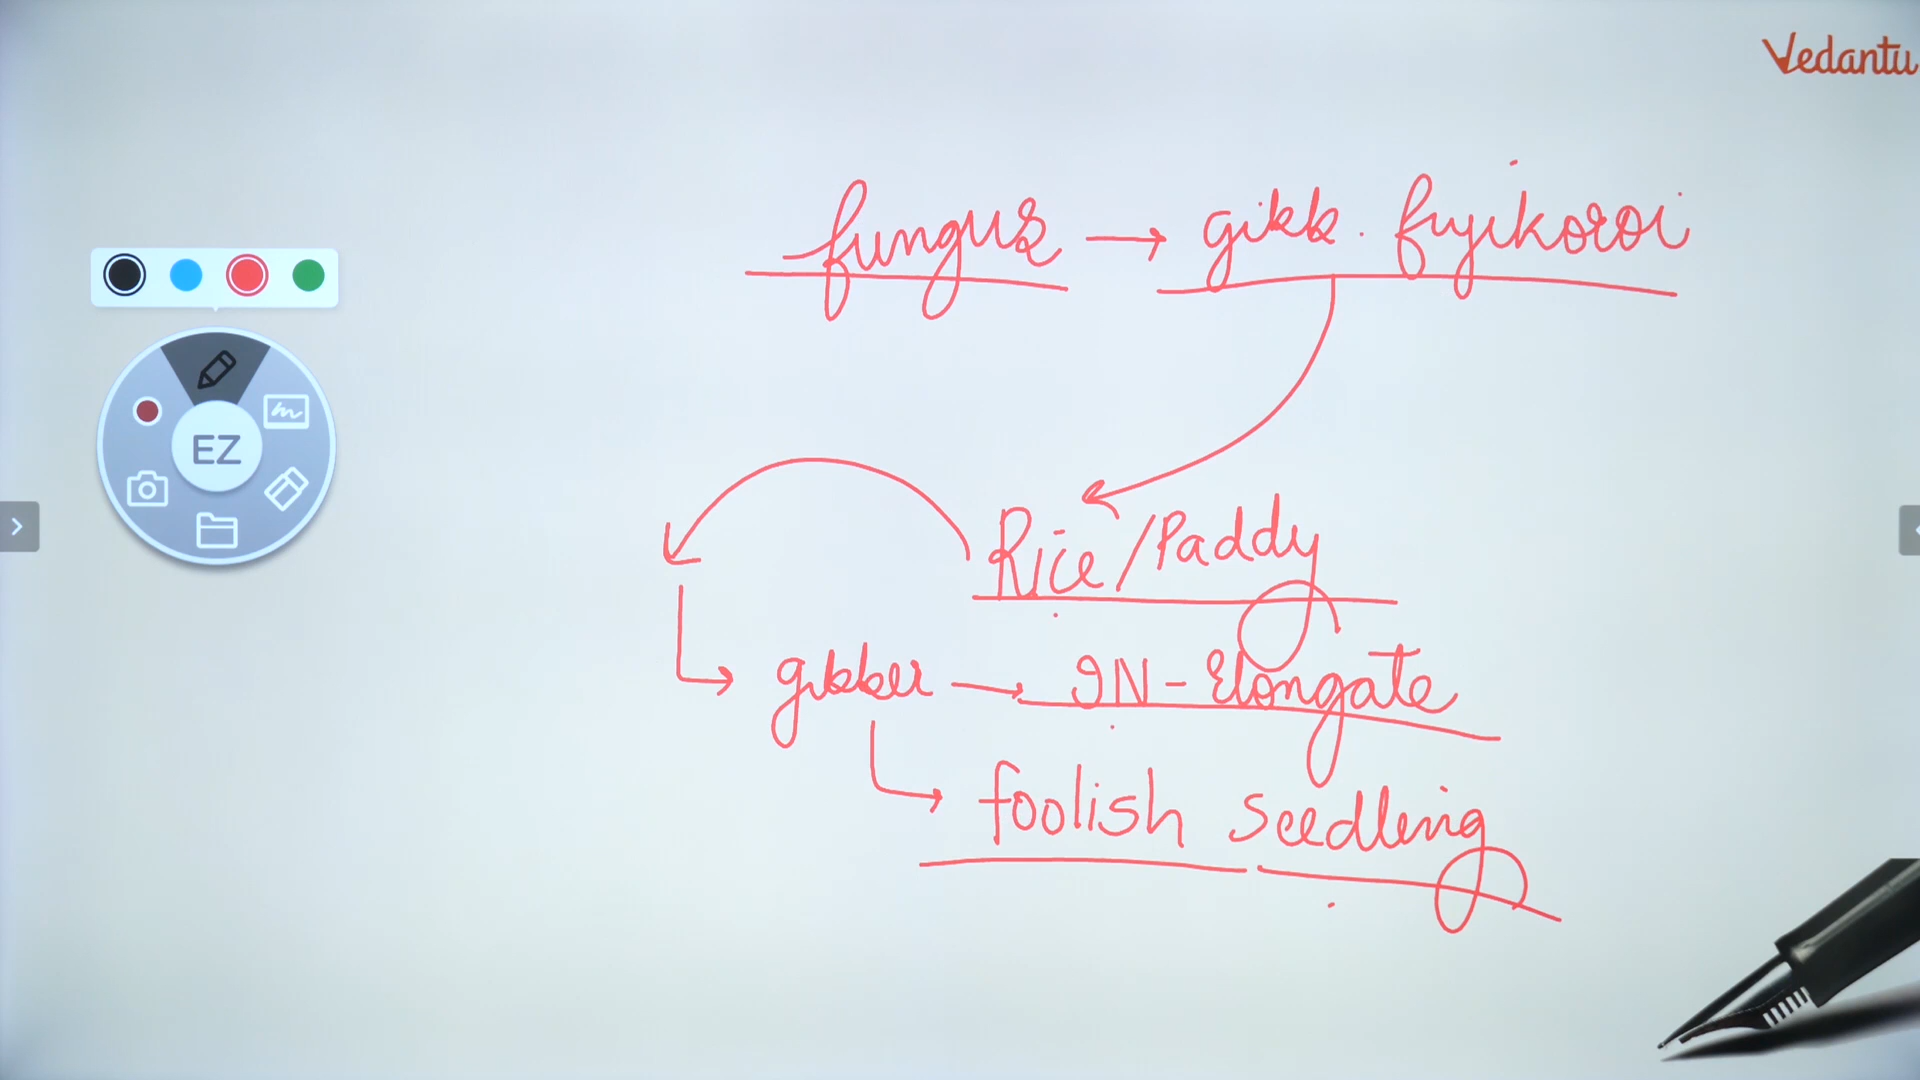 Vedantu
fungus → gibb. fujikoroi
EZ
Rice/Paddy
gibber → IN-Elongate
foolish seedling